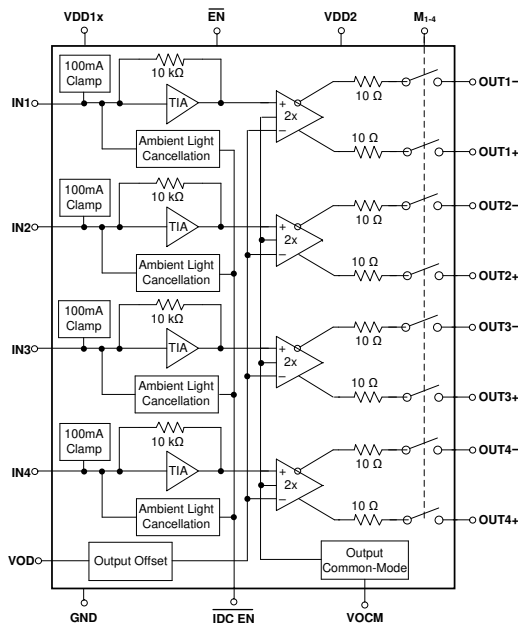 VDD1x
EN
VDD2
M1-4
100mA
Clamp
10 kΩ
IN1
TIA
Ambient Light
Cancellation
+
2x
–
10 Ω
10 Ω
OUT1–
OUT1+
100mA
Clamp
10 kΩ
IN2
TIA
Ambient Light
Cancellation
+
2x
–
10 Ω
10 Ω
OUT2–
OUT2+
100mA
Clamp
10 kΩ
IN3
TIA
Ambient Light
Cancellation
+
2x
–
10 Ω
10 Ω
OUT3–
OUT3+
100mA
Clamp
10 kΩ
IN4
TIA
Ambient Light
Cancellation
+
2x
–
10 Ω
10 Ω
OUT4–
OUT4+
VOD
Output Offset
Output
Common-Mode
GND
IDC EN
VOCM